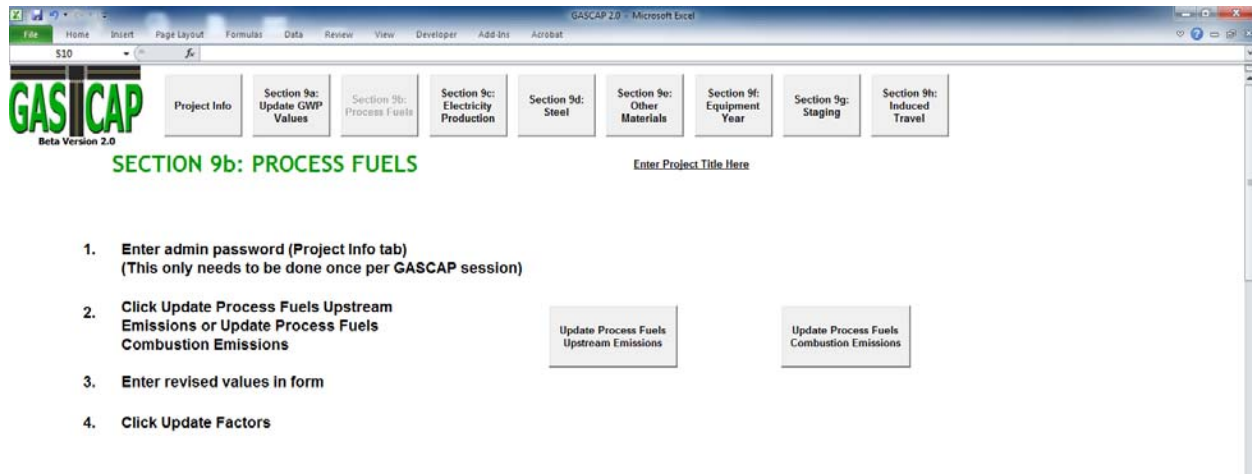 GASCAP 2.0 - Microsoft Excel
File Home Insert Page Layout Formulas Data Review View Developer Add-Ins Acrobat
S10 fx
GAS CAP
Beta Version 2.0
Project Info
Section 9a:
Update GWP
Values
Section 9b:
Process Fuels
Section 9c:
Electricity
Production
Section 9d:
Steel
Section 9e:
Other
Materials
Section 9f:
Equipment
Year
Section 9g:
Staging
Section 9h:
Induced
Travel
SECTION 9b: PROCESS FUELS
Enter Project Title Here
1. Enter admin password (Project Info tab)
(This only needs to be done once per GASCAP session)
2. Click Update Process Fuels Upstream
Emissions or Update Process Fuels
Combustion Emissions
Update Process Fuels
Upstream Emissions
Update Process Fuels
Combustion Emissions
3. Enter revised values in form
4. Click Update Factors